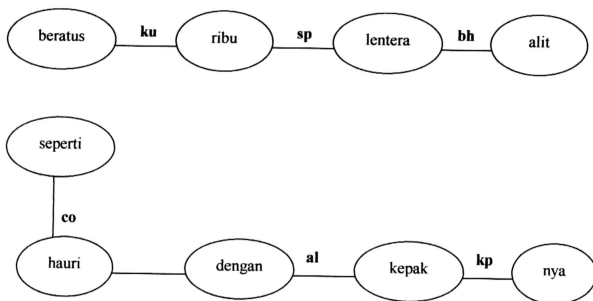 beratus ku ribu sp lentera bh alit
seperti
co
hauri dengan al kepak kp nya